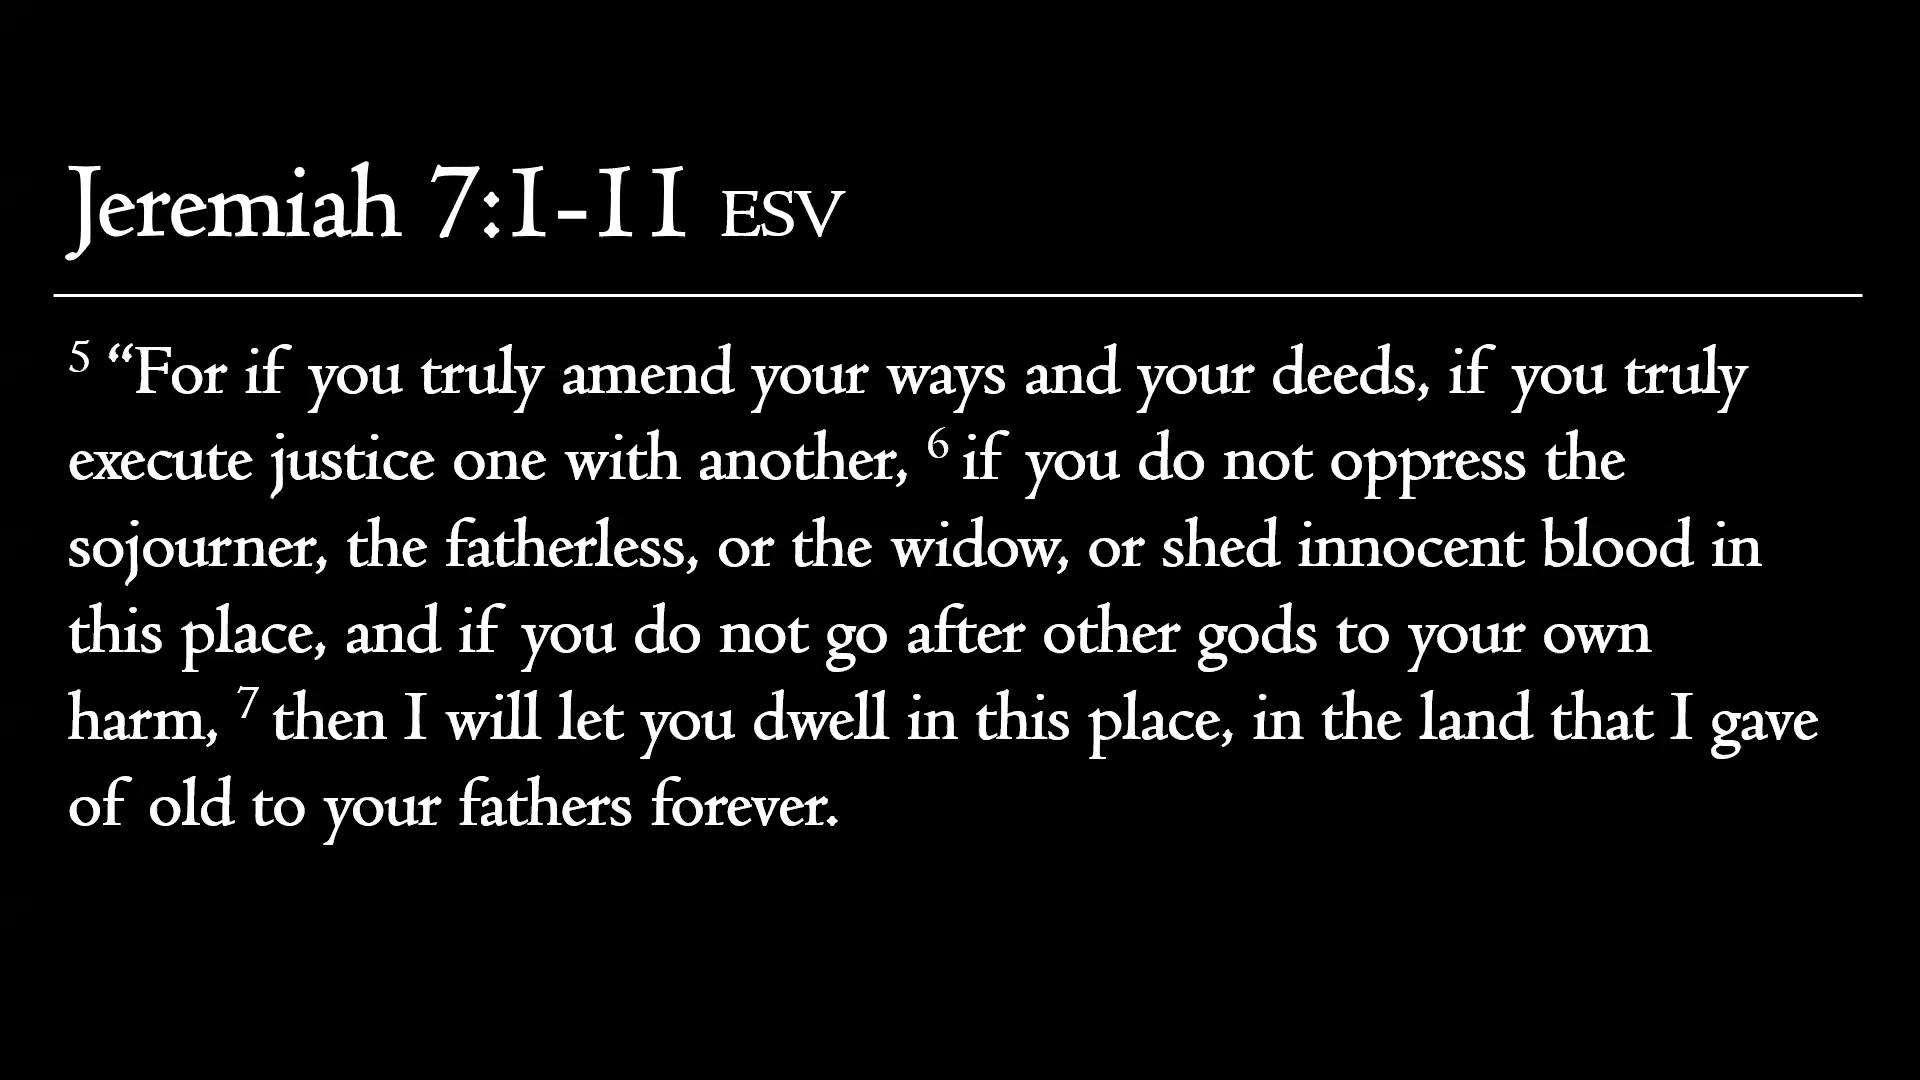 Jeremiah 7:1-11 ESV
5 “For if you truly amend your ways and your deeds, if you truly
execute justice one with another, 6 if you do not oppress the
sojourner, the fatherless, or the widow, or shed innocent blood in
this place, and if you do not go after other gods to your own
harm, 7 then I will let you dwell in this place, in the land that I gave
of old to your fathers forever.